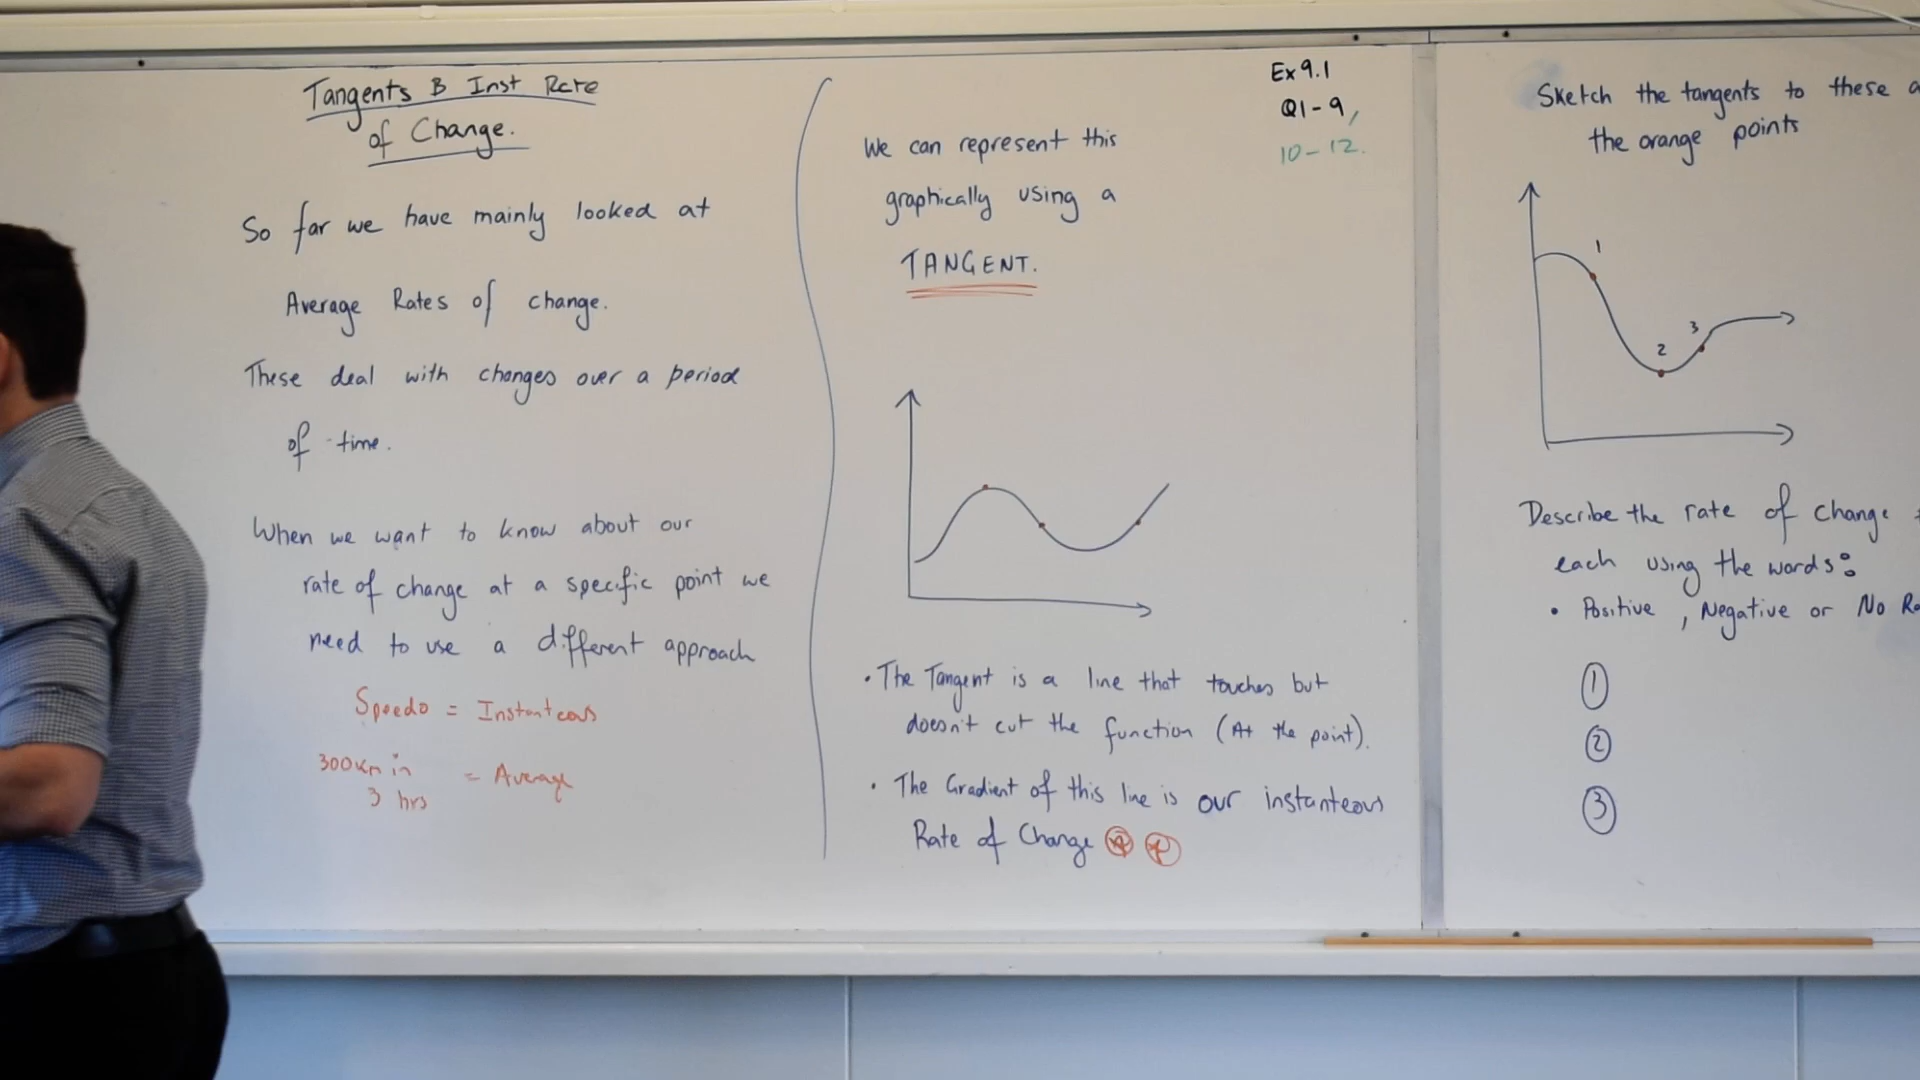 Tangents & Inst Rate
of Change.
So far we have mainly looked at
Average Rates of change.
These deal with changes over a period
of time.
When we want to know about our
rate of change at a specific point we
need to use a different approach
Speedo = Instanteous
300km in
3 hrs
= Average
We can represent this
graphically using a
TANGENT.
Ex 9.1
Q1-9,
10-12.
• The Tangent is a line that touches but
doesn't cut the function (At the point).
• The Gradient of this line is our instanteous
Rate of Change
Sketch the tangents to these
the orange points
1
2
3
Describe the rate of change
each using the words:
• Positive, Negative or No
①
②
③